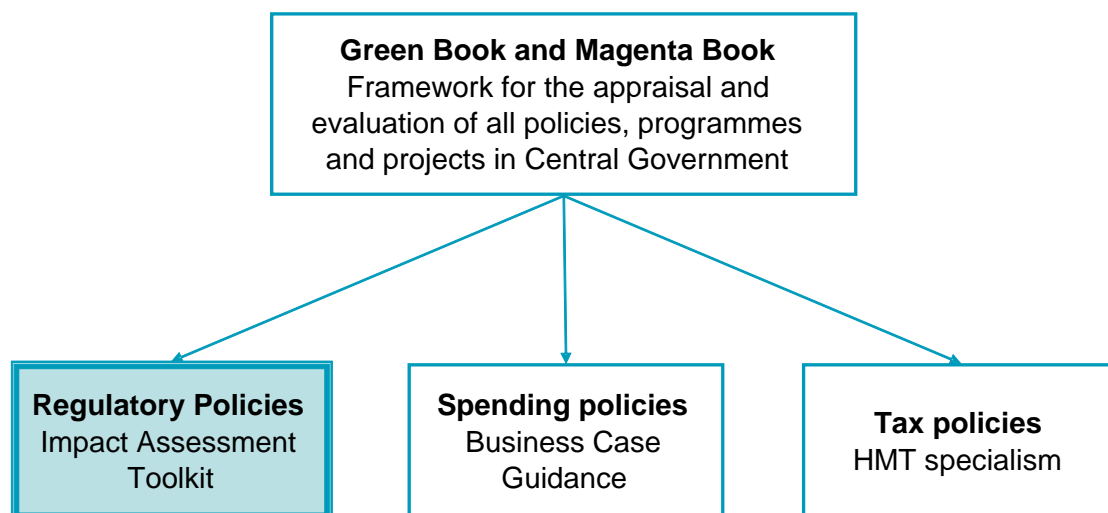 Green Book and Magenta Book
Framework for the appraisal and
evaluation of all policies, programmes
and projects in Central Government
Regulatory Policies
Impact Assessment
Toolkit
Spending policies
Business Case
Guidance
Tax policies
HMT specialism